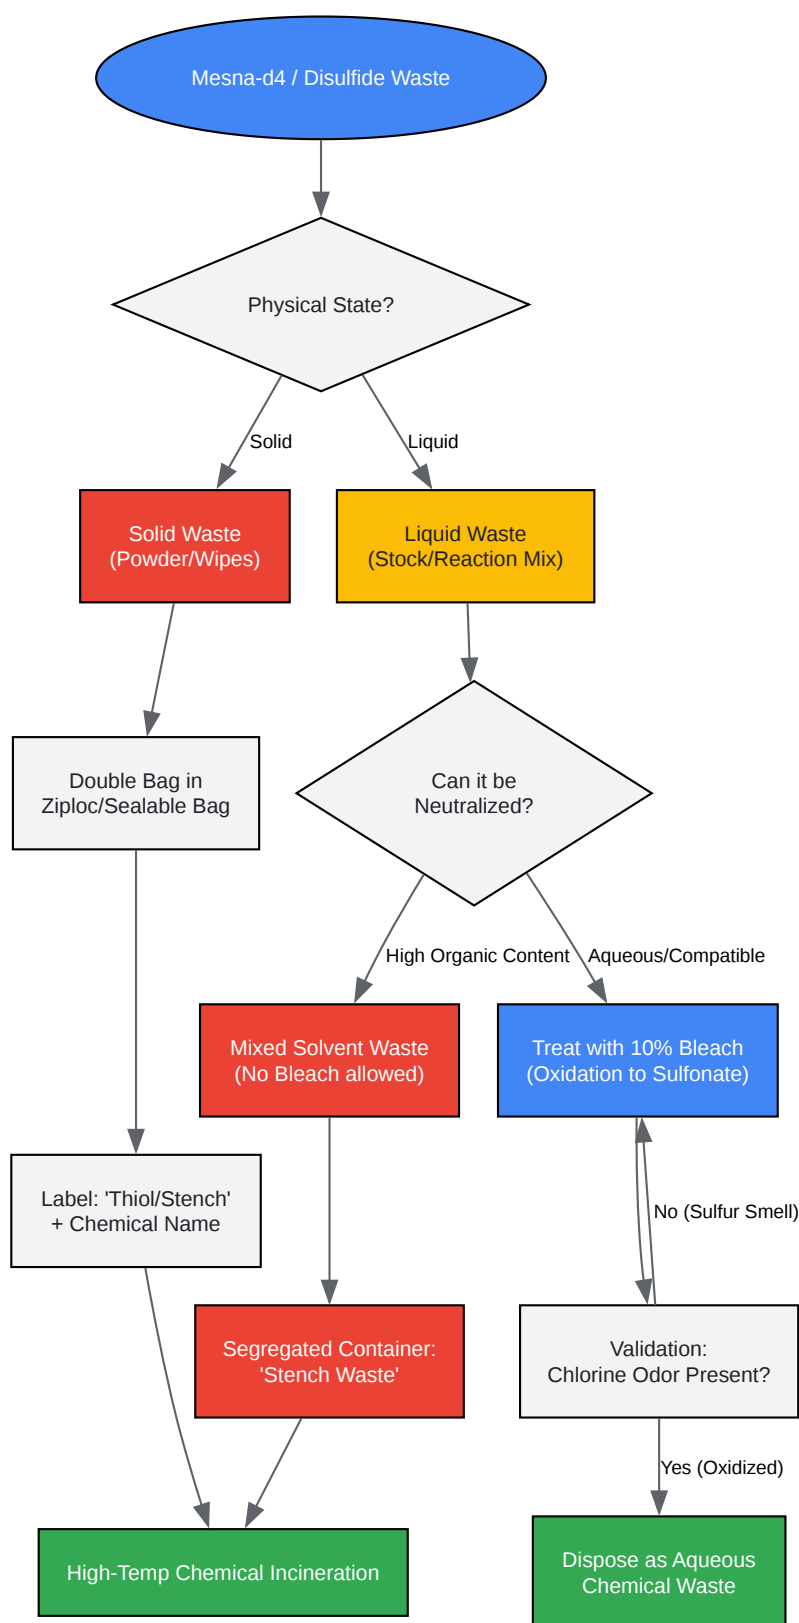 Mesna-d4 / Disulfide Waste
Physical State?
Solid
Liquid
Solid Waste
(Powder/Wipes)
Liquid Waste
(Stock/Reaction Mix)
Double Bag in
Ziploc/Sealable Bag
Can it be
Neutralized?
High Organic Content
Aqueous/Compatible
Mixed Solvent Waste
(No Bleach allowed)
Treat with 10% Bleach
(Oxidation to Sulfonate)
Label: 'Thiol/Stench'
+ Chemical Name
No (Sulfur Smell)
Segregated Container:
'Stench Waste'
Validation:
Chlorine Odor Present?
Yes (Oxidized)
High-Temp Chemical Incineration
Dispose as Aqueous
Chemical Waste